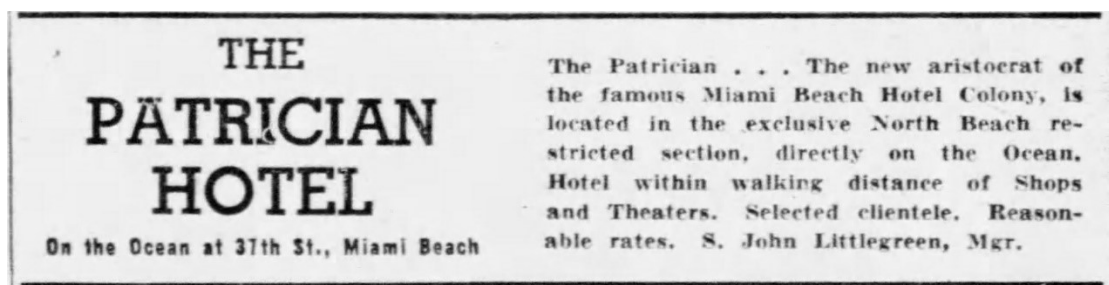 THE
PATRICIAN
HOTEL
On the Ocean at 37th St., Miami Beach
The Patrician . . . The new aristocrat of
the famous Miami Beach Hotel Colony, is
located in the exclusive North Beach re-
stricted section, directly on the Ocean.
Hotel within walking distance of Shops
and Theaters. Selected clientele. Reason-
able rates. S. John Littlegreen, Mgr.